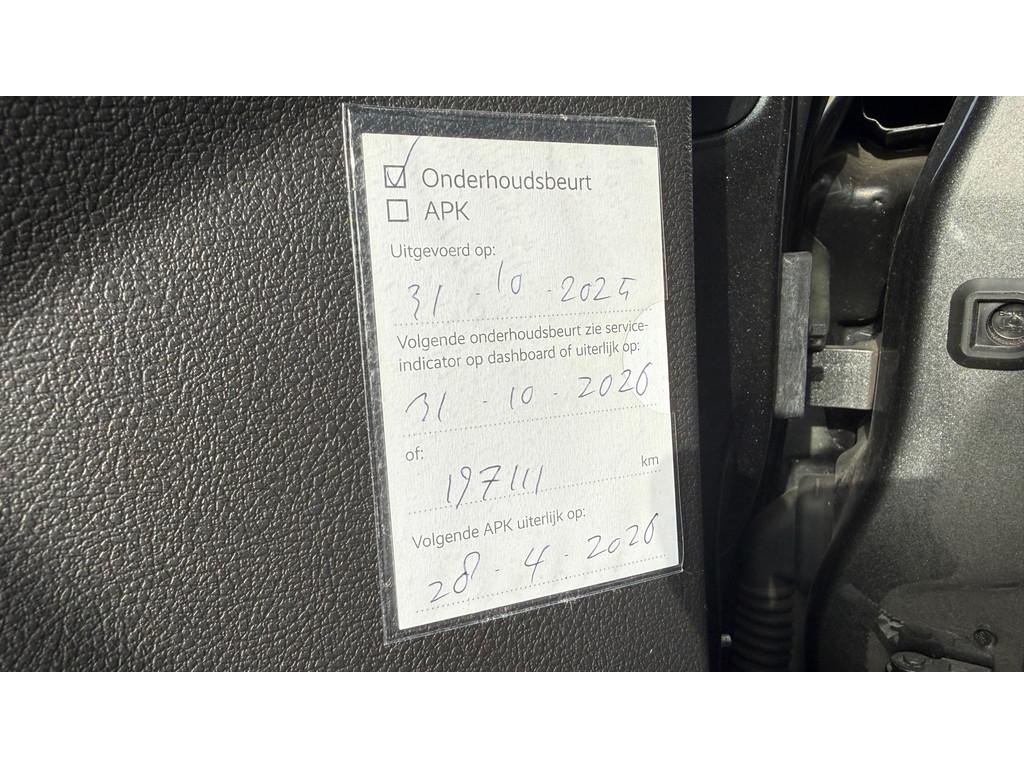 Onderhoudsbeurt
APK
Uitgevoerd op:
31 - 10 - 2025
Volgende onderhoudsbeurt zie service-
indicator op dashboard of uiterlijk op:
31 - 10 - 2026
of:
197111 km
Volgende APK uiterlijk op:
28 - 4 - 2026